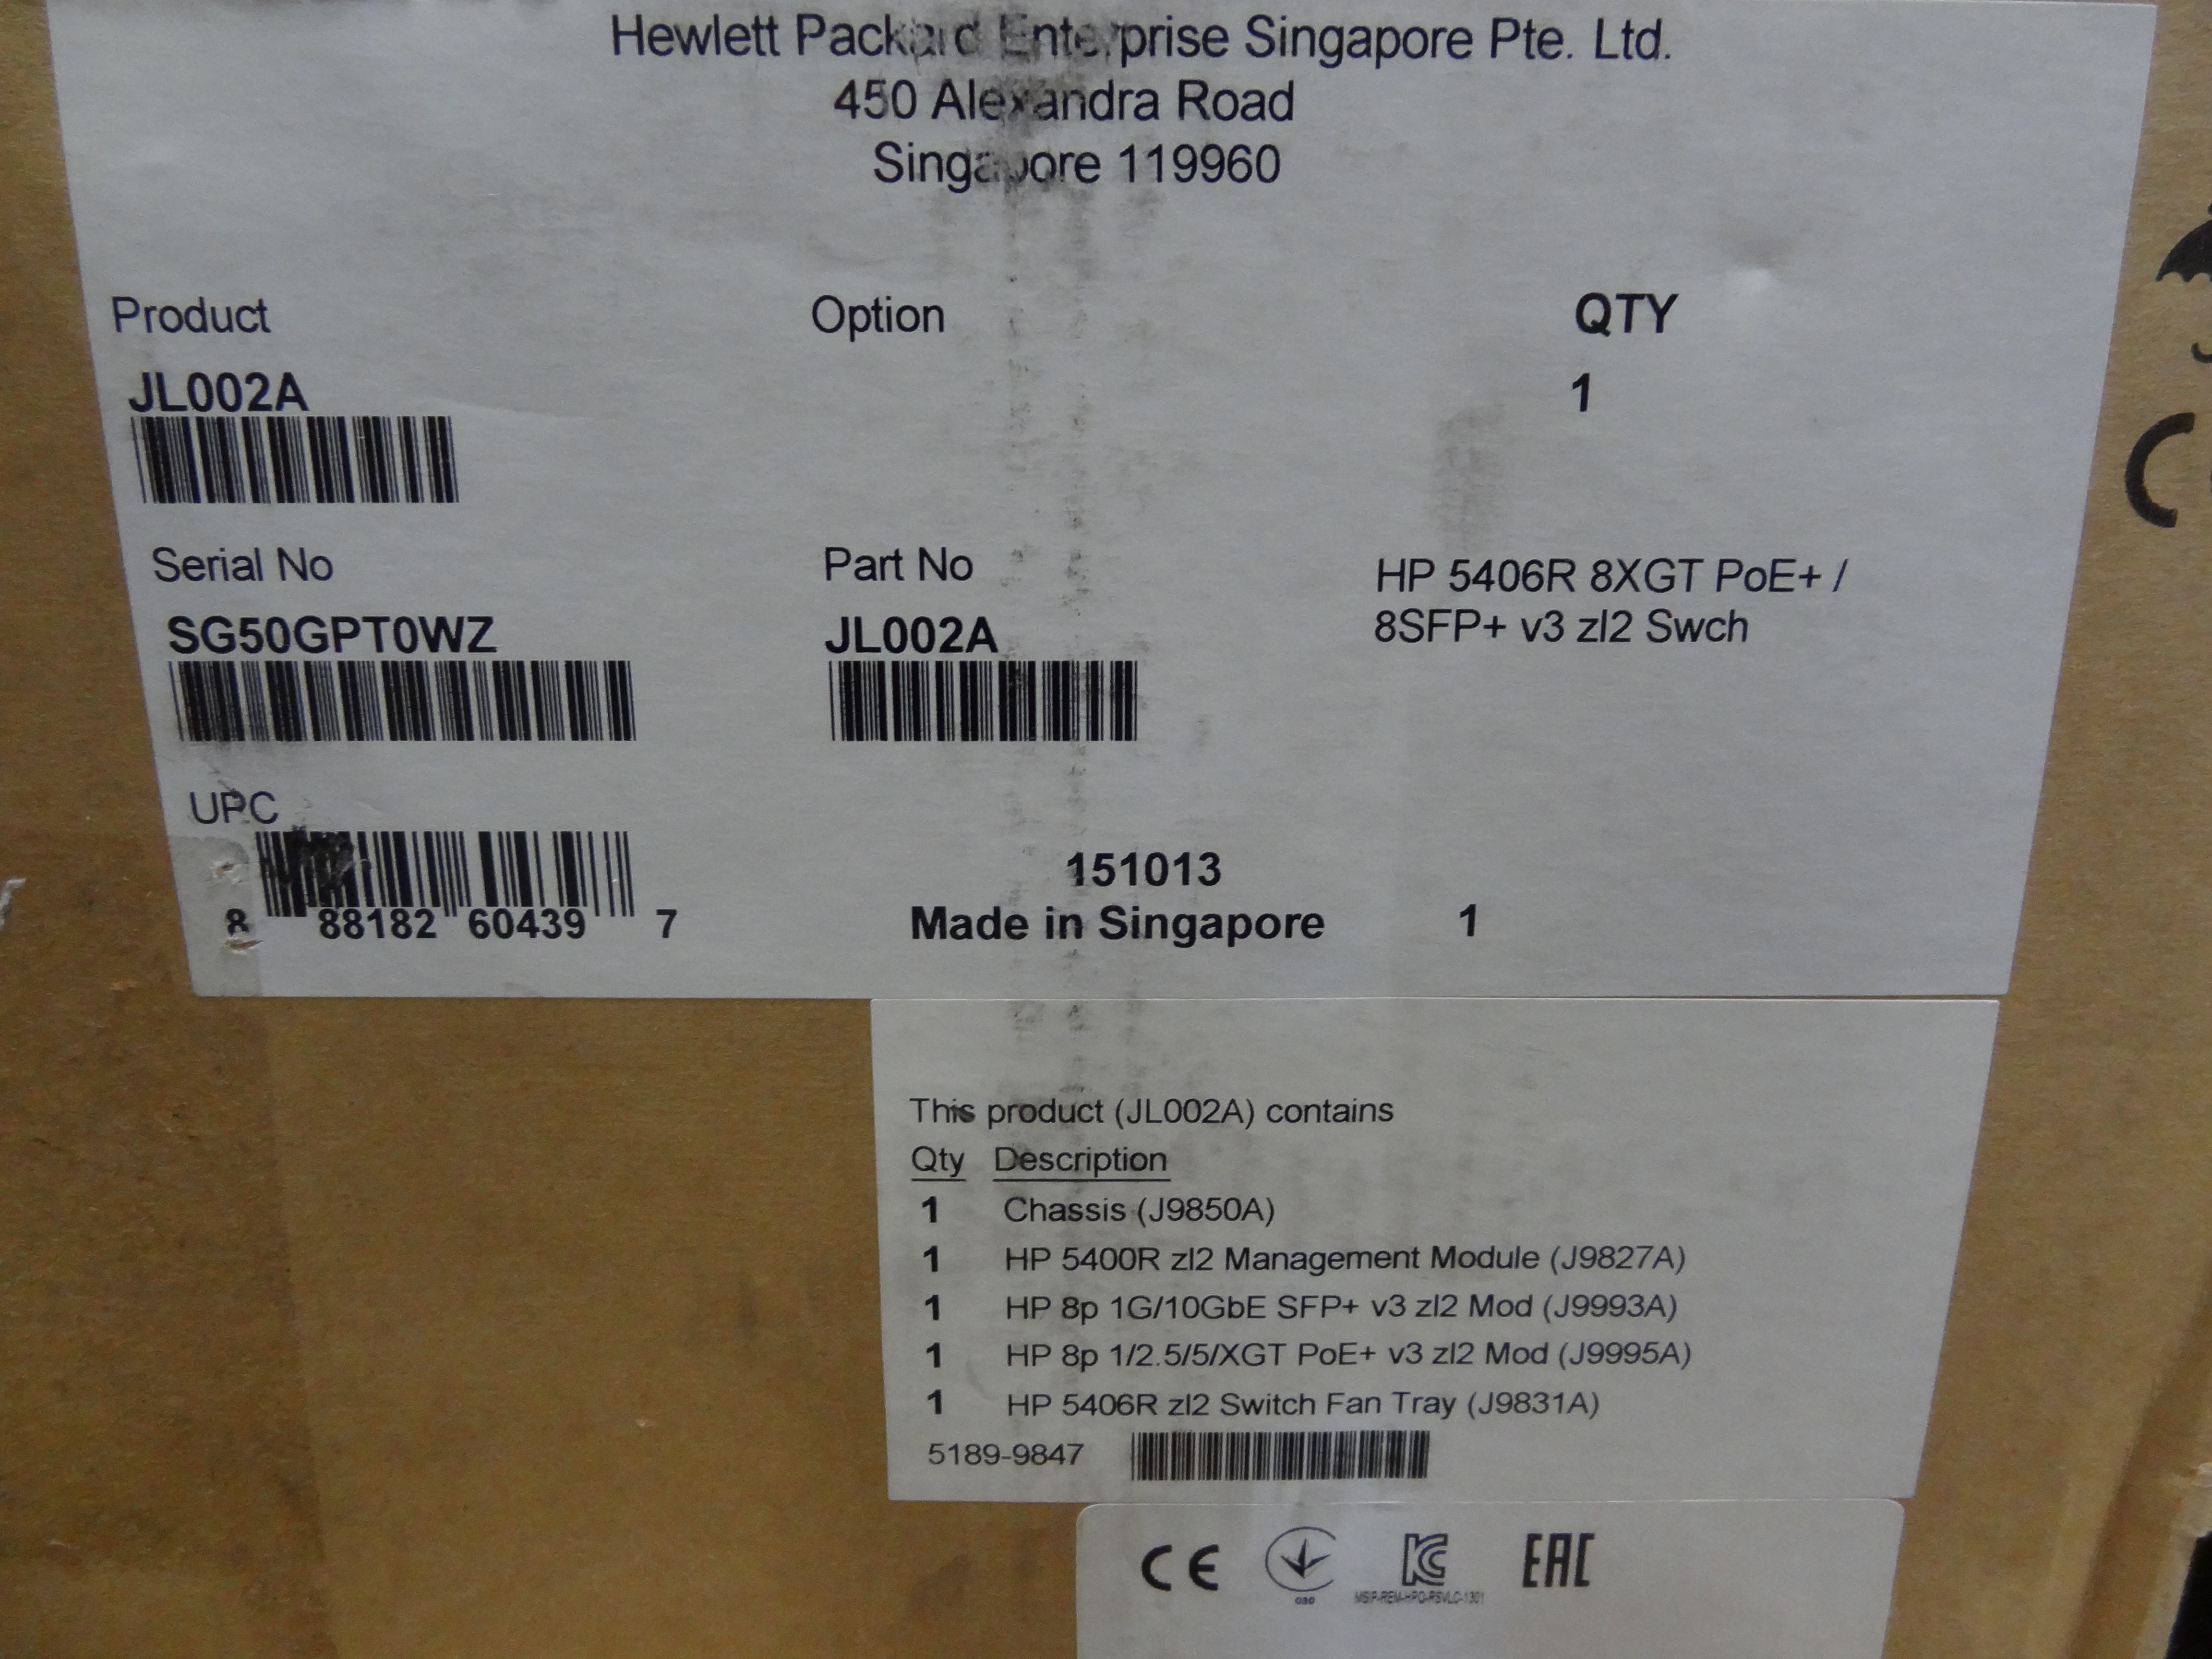 Hewlett Packard Enterprise Singapore Pte. Ltd.
450 Alexandra Road
Singapore 119960
Product Option QTY
JL002A 1
Serial No Part No HP 5406R 8XGT PoE+ /
8SFP+ v3 zl2 Swch
SG50GPT0WZ JL002A
UPC
8 88182 60439 7
151013
Made in Singapore 1
This product (JL002A) contains
Qty Description
1 Chassis (J9850A)
1 HP 5400R zl2 Management Module (J9827A)
1 HP 8p 1G/10GbE SFP+ v3 zl2 Mod (J9993A)
1 HP 8p 1/2.5/5/XGT PoE+ v3 zl2 Mod (J9995A)
1 HP 5406R zl2 Switch Fan Tray (J9831A)
5189-9847
CE KC EAC